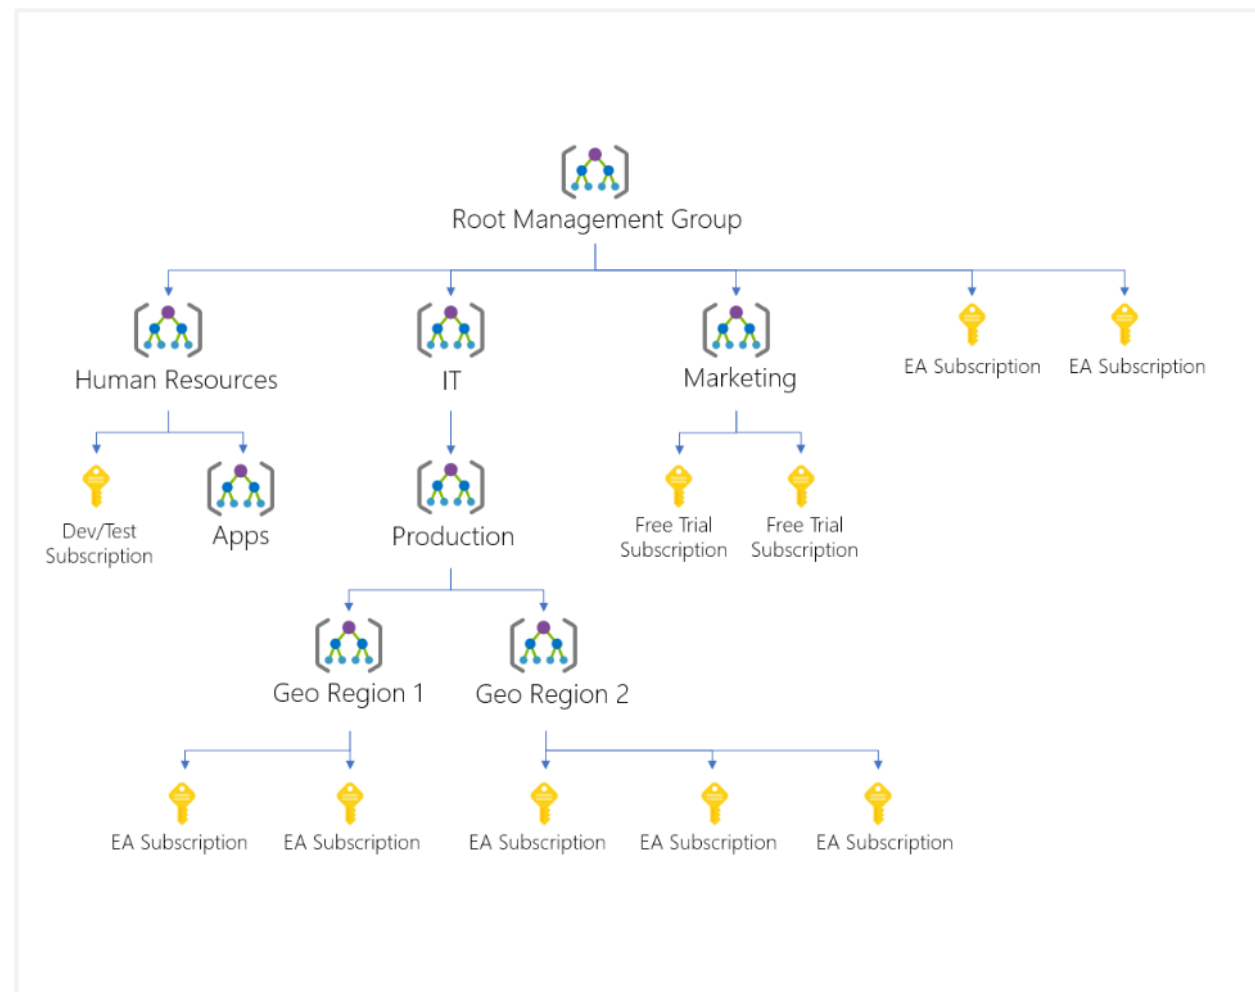 Root Management Group
Human Resources
IT
Marketing
EA Subscription
EA Subscription
Dev/Test
Subscription
Apps
Production
Free Trial
Subscription
Free Trial
Subscription
Geo Region 1
Geo Region 2
EA Subscription
EA Subscription
EA Subscription
EA Subscription
EA Subscription